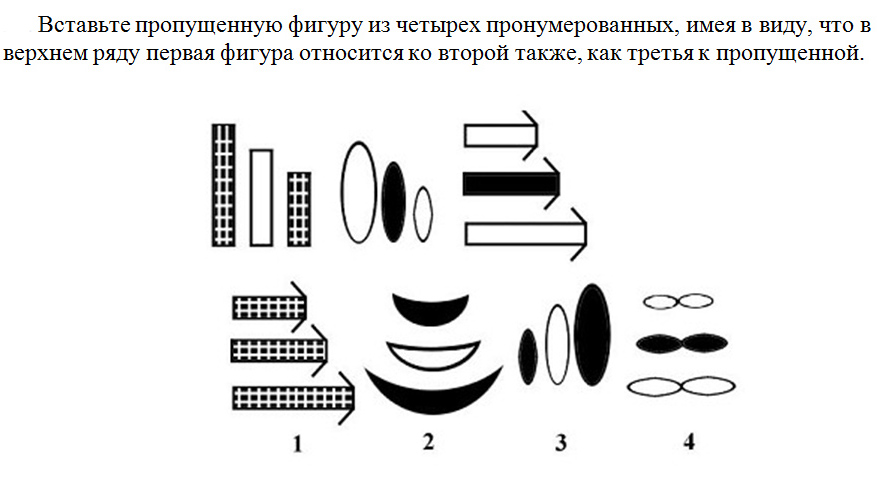 Вставьте пропущенную фигуру из четырех пронумерованных, имея в виду, что в
верхнем ряду первая фигура относится ко второй также, как третья к пропущенной.
1 2 3 4